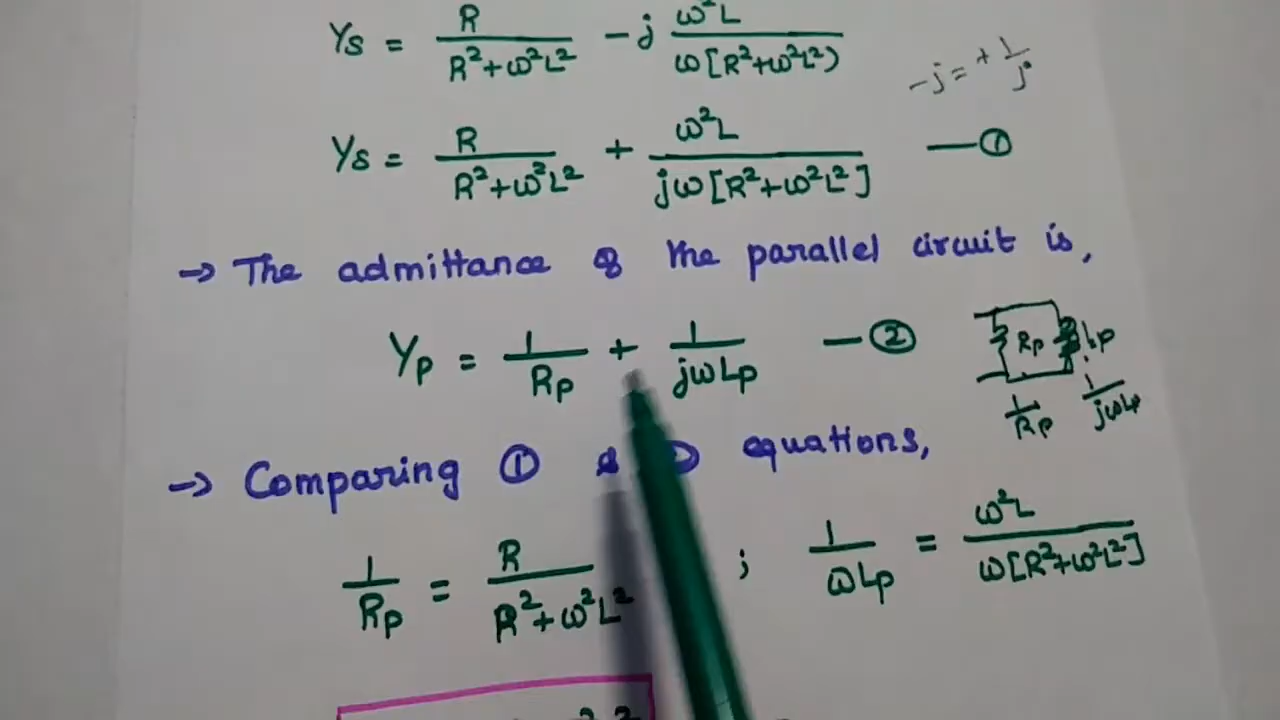 Ys = R / R²+ω²L² - j ω²L / ω[R²+ω²L²)
-j = + 1/j
Ys = R / R²+ω²L² + ω²L / jω[R²+ω²L²] — ①
→ The admittance of the parallel circuit is,
Yp = 1/Rp + 1/jωLp — ②
Rp Lp
1/Rp 1/jωLp
→ Comparing ① & equations,
1/Rp = R / R²+ω²L² ; 1/ωLp = ω²L / ω[R²+ω²L²]